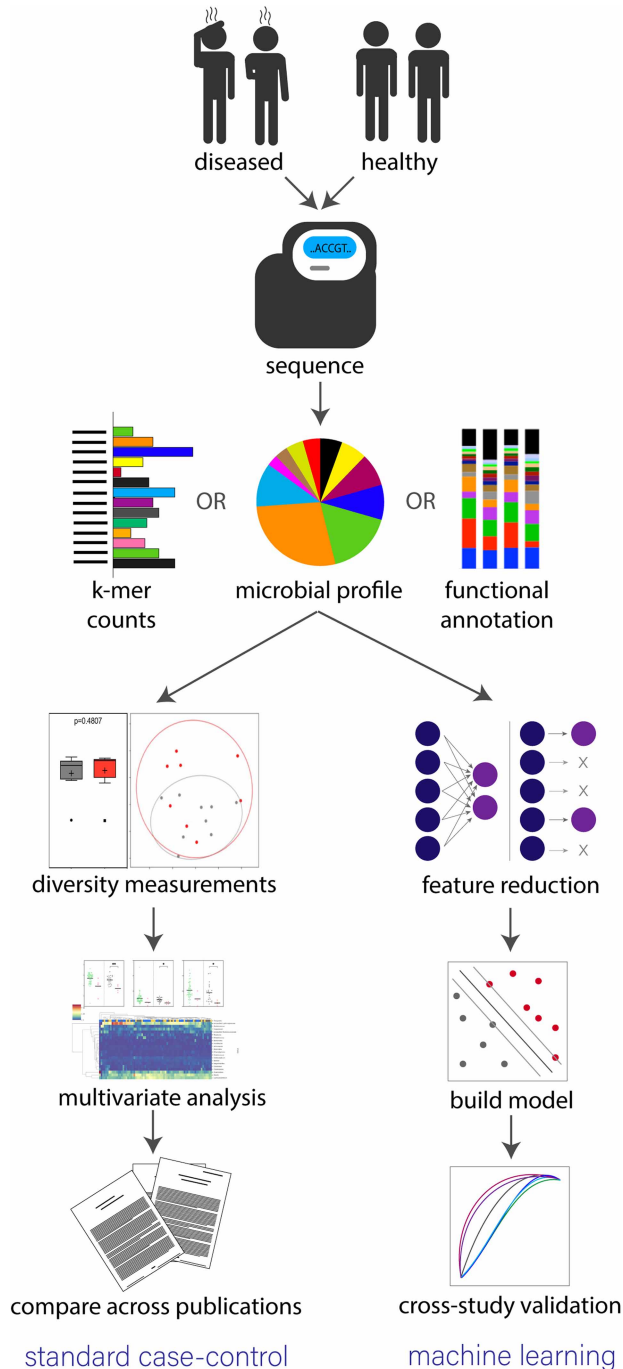 diseased
healthy
..ACCGT..
sequence
OR
OR
k-mer
counts
microbial profile
functional
annotation
p=0.4807
X
X
X
diversity measurements
feature reduction
multivariate analysis
build model
compare across publications
cross-study validation
standard case-control
machine learning